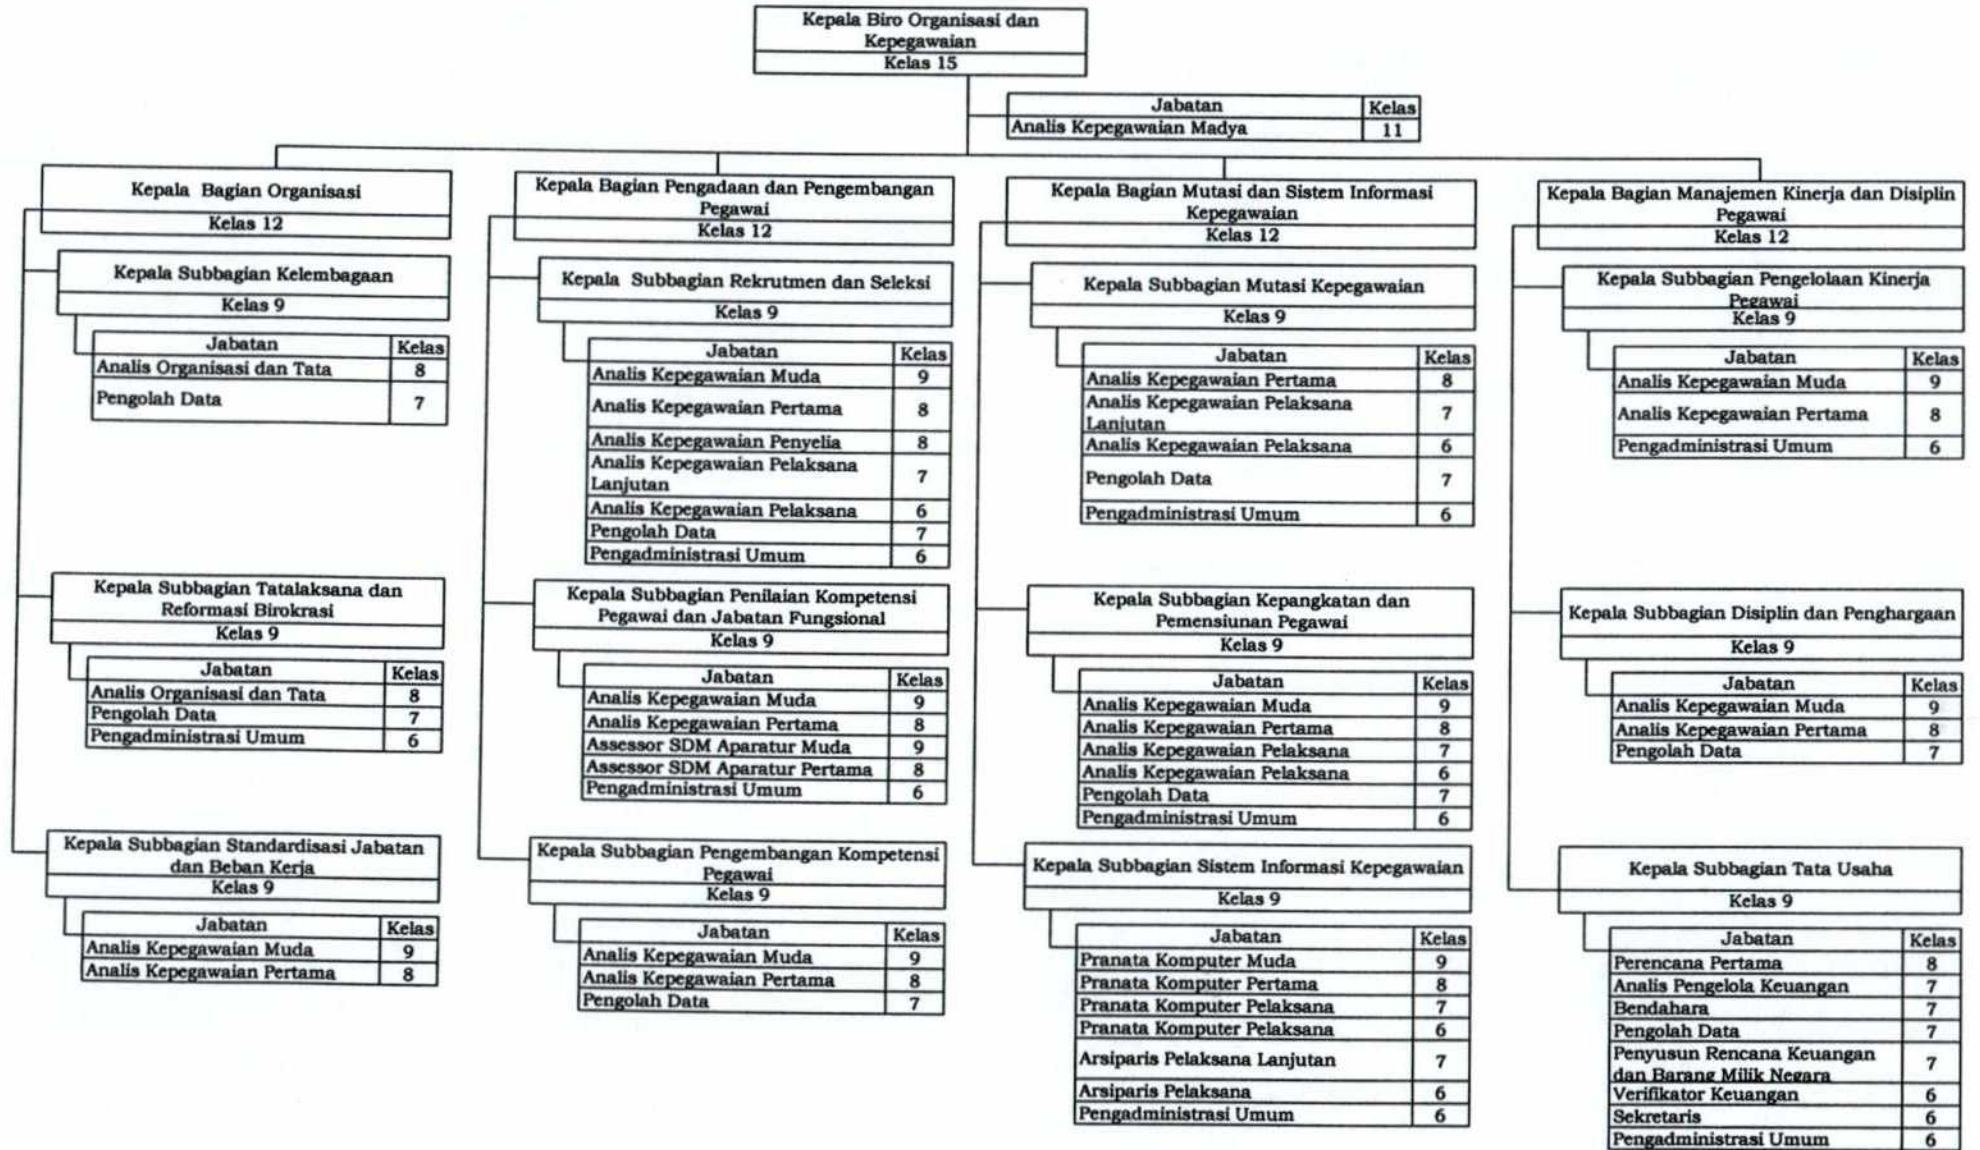 Kepala Biro Organisasi dan
Kepegawaian
Kelas 15
Jabatan Kelas
Analis Kepegawaian Madya 11
Kepala Bagian Organisasi
Kelas 12
Kepala Subbagian Kelembagaan
Kelas 9
Jabatan Kelas
Analis Organisasi dan Tata 8
Pengolah Data 7
Kepala Subbagian Tatalaksana dan
Reformasi Birokrasi
Kelas 9
Jabatan Kelas
Analis Organisasi dan Tata 8
Pengolah Data 7
Pengadministrasi Umum 6
Kepala Subbagian Standardisasi Jabatan
dan Beban Kerja
Kelas 9
Jabatan Kelas
Analis Kepegawaian Muda 9
Analis Kepegawaian Pertama 8
Kepala Bagian Pengadaan dan Pengembangan
Pegawai
Kelas 12
Kepala Subbagian Rekrutmen dan Seleksi
Kelas 9
Jabatan Kelas
Analis Kepegawaian Muda 9
Analis Kepegawaian Pertama 8
Analis Kepegawaian Penyelia 8
Analis Kepegawaian Pelaksana
Lanjutan 7
Analis Kepegawaian Pelaksana 6
Pengolah Data 7
Pengadministrasi Umum 6
Kepala Subbagian Penilaian Kompetensi
Pegawai dan Jabatan Fungsional
Kelas 9
Jabatan Kelas
Analis Kepegawaian Muda 9
Analis Kepegawaian Pertama 8
Assessor SDM Aparatur Muda 9
Assessor SDM Aparatur Pertama 8
Pengadministrasi Umum 6
Kepala Subbagian Pengembangan Kompetensi
Pegawai
Kelas 9
Jabatan Kelas
Analis Kepegawaian Muda 9
Analis Kepegawaian Pertama 8
Pengolah Data 7
Kepala Bagian Mutasi dan Sistem Informasi
Kepegawaian
Kelas 12
Kepala Subbagian Mutasi Kepegawaian
Kelas 9
Jabatan Kelas
Analis Kepegawaian Pertama 8
Analis Kepegawaian Pelaksana
Lanjutan 7
Analis Kepegawaian Pelaksana 6
Pengolah Data 7
Pengadministrasi Umum 6
Kepala Subbagian Kepangkatan dan
Pemensiunan Pegawai
Kelas 9
Jabatan Kelas
Analis Kepegawaian Muda 9
Analis Kepegawaian Pertama 8
Analis Kepegawaian Pelaksana 7
Analis Kepegawaian Pelaksana 6
Pengolah Data 7
Pengadministrasi Umum 6
Kepala Subbagian Sistem Informasi Kepegawaian
Kelas 9
Jabatan Kelas
Pranata Komputer Muda 9
Pranata Komputer Pertama 8
Pranata Komputer Pelaksana 7
Pranata Komputer Pelaksana 6
Arsiparis Pelaksana Lanjutan 7
Arsiparis Pelaksana 6
Pengadministrasi Umum 6
Kepala Bagian Manajemen Kinerja dan Disiplin
Pegawai
Kelas 12
Kepala Subbagian Pengelolaan Kinerja
Pegawai
Kelas 9
Jabatan Kelas
Analis Kepegawaian Muda 9
Analis Kepegawaian Pertama 8
Pengadministrasi Umum 6
Kepala Subbagian Disiplin dan Penghargaan
Kelas 9
Jabatan Kelas
Analis Kepegawaian Muda 9
Analis Kepegawaian Pertama 8
Pengolah Data 7
Kepala Subbagian Tata Usaha
Kelas 9
Jabatan Kelas
Perencana Pertama 8
Analis Pengelola Keuangan 7
Bendahara 7
Pengolah Data 7
Penyusun Rencana Keuangan
dan Barang Milik Negara 7
Verifikator Keuangan 6
Sekretaris 6
Pengadministrasi Umum 6